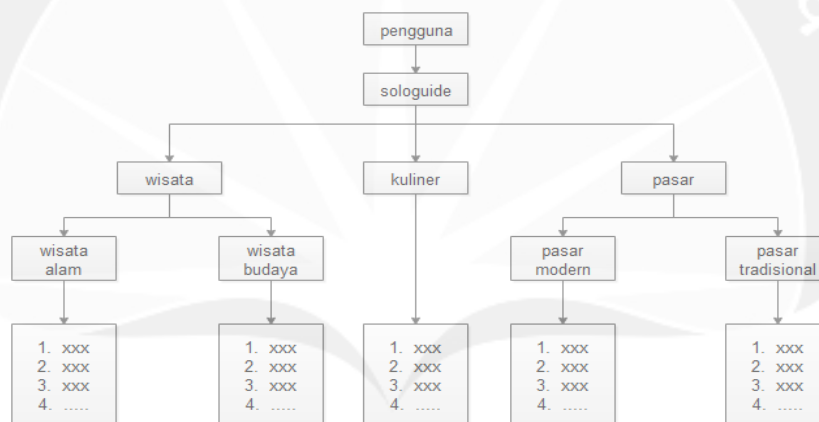 pengguna
sologuide
wisata
kuliner
pasar
wisata
alam
wisata
budaya
pasar
modern
pasar
tradisional
1. xxx
2. xxx
3. xxx
4. .....
1. xxx
2. xxx
3. xxx
4. .....
1. xxx
2. xxx
3. xxx
4. .....
1. xxx
2. xxx
3. xxx
4. .....
1. xxx
2. xxx
3. xxx
4. .....